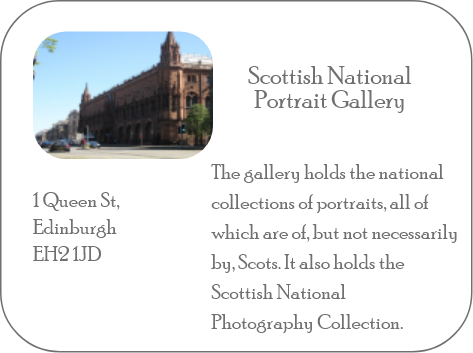 Scottish National
Portrait Gallery
1 Queen St,
Edinburgh
EH2 1JD
The gallery holds the national
collections of portraits, all of
which are of, but not necessarily
by, Scots. It also holds the
Scottish National
Photography Collection.